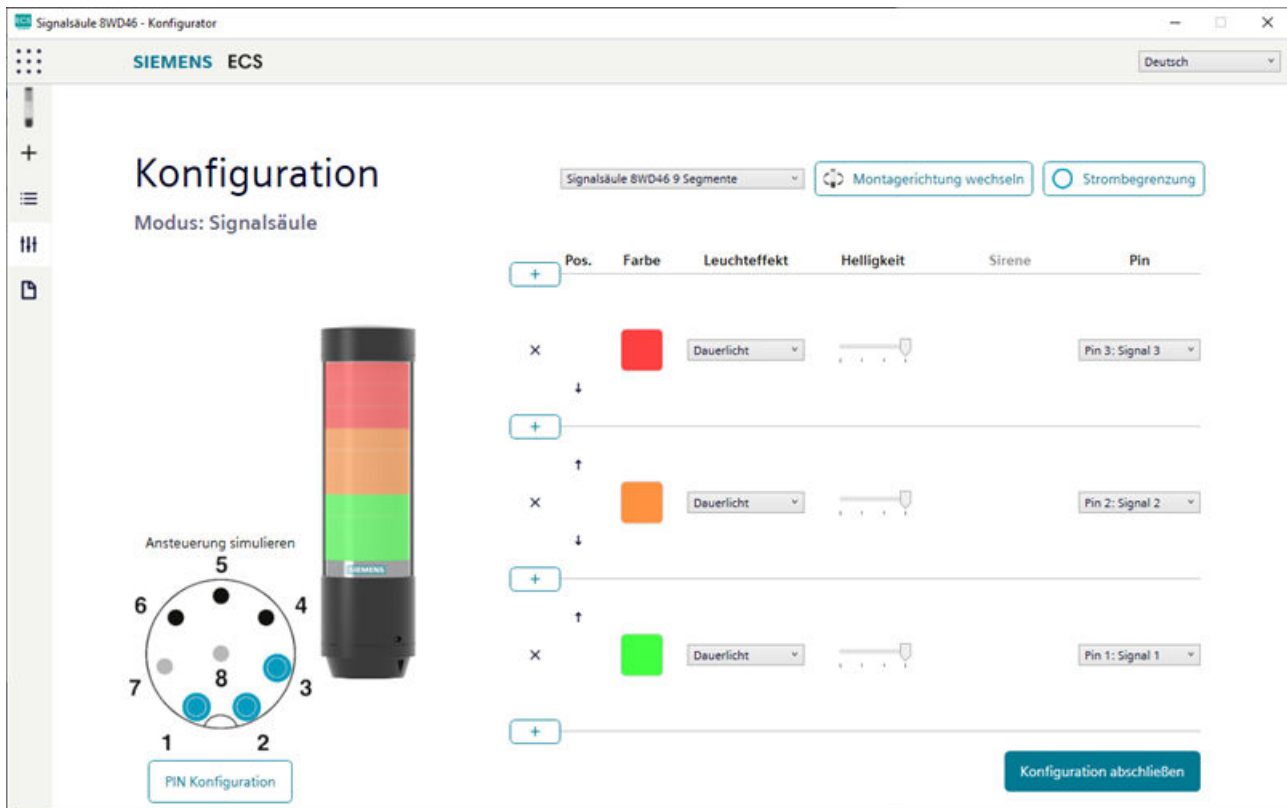 ECS
Signalsäule 8WD46 - Konfigurator
SIEMENS ECS
Deutsch
Konfiguration
Modus: Signalsäule
Signalsäule 8WD46 9 Segmente
Montagerichtung wechseln
Strombegrenzung
Pos. Farbe Leuchteffekt Helligkeit Sirene Pin
+
× Dauerlicht Pin 3: Signal 3
↓
+
↑
× Dauerlicht Pin 2: Signal 2
↓
+
↑
× Dauerlicht Pin 1: Signal 1
+
SIEMENS
Ansteuerung simulieren
5
6 4
7 8 3
1 2
PIN Konfiguration
Konfiguration abschließen